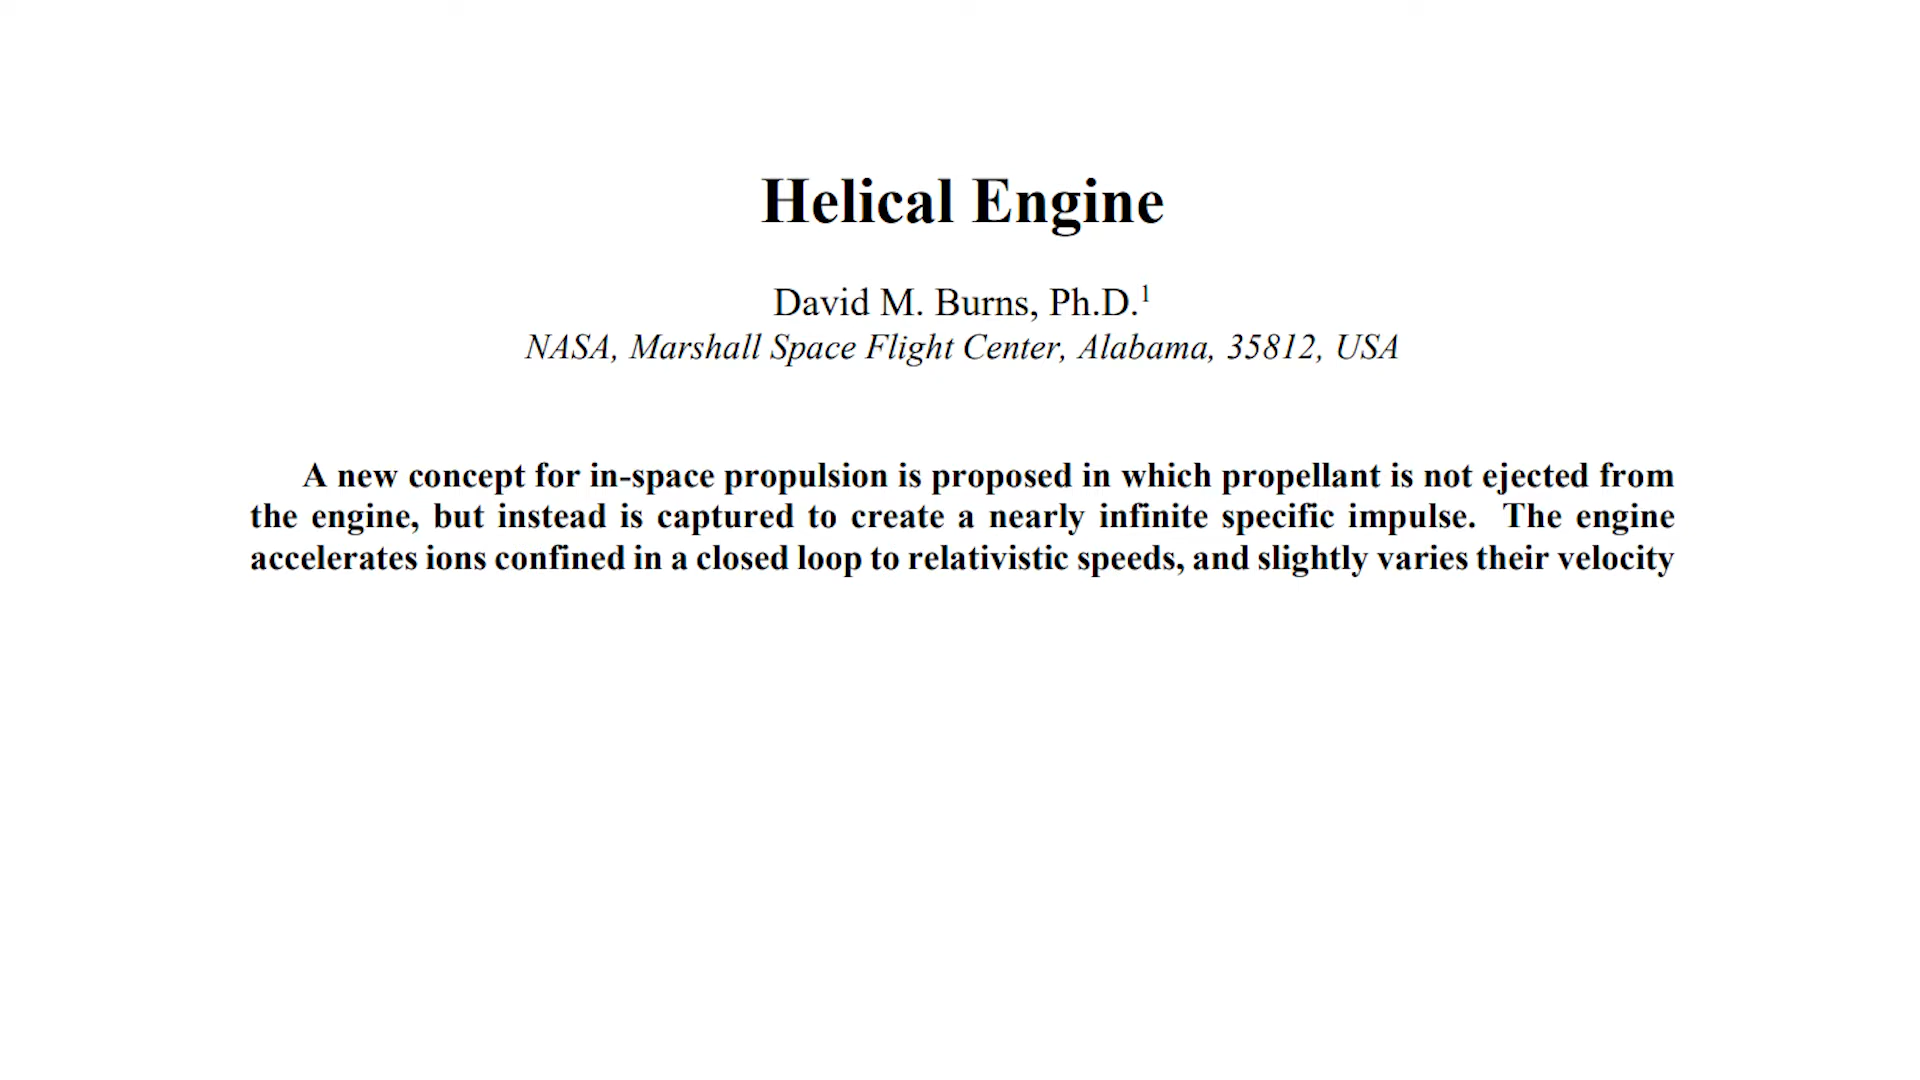 Helical Engine
David M. Burns, Ph.D.¹
NASA, Marshall Space Flight Center, Alabama, 35812, USA
A new concept for in-space propulsion is proposed in which propellant is not ejected from
the engine, but instead is captured to create a nearly infinite specific impulse. The engine
accelerates ions confined in a closed loop to relativistic speeds, and slightly varies their velocity